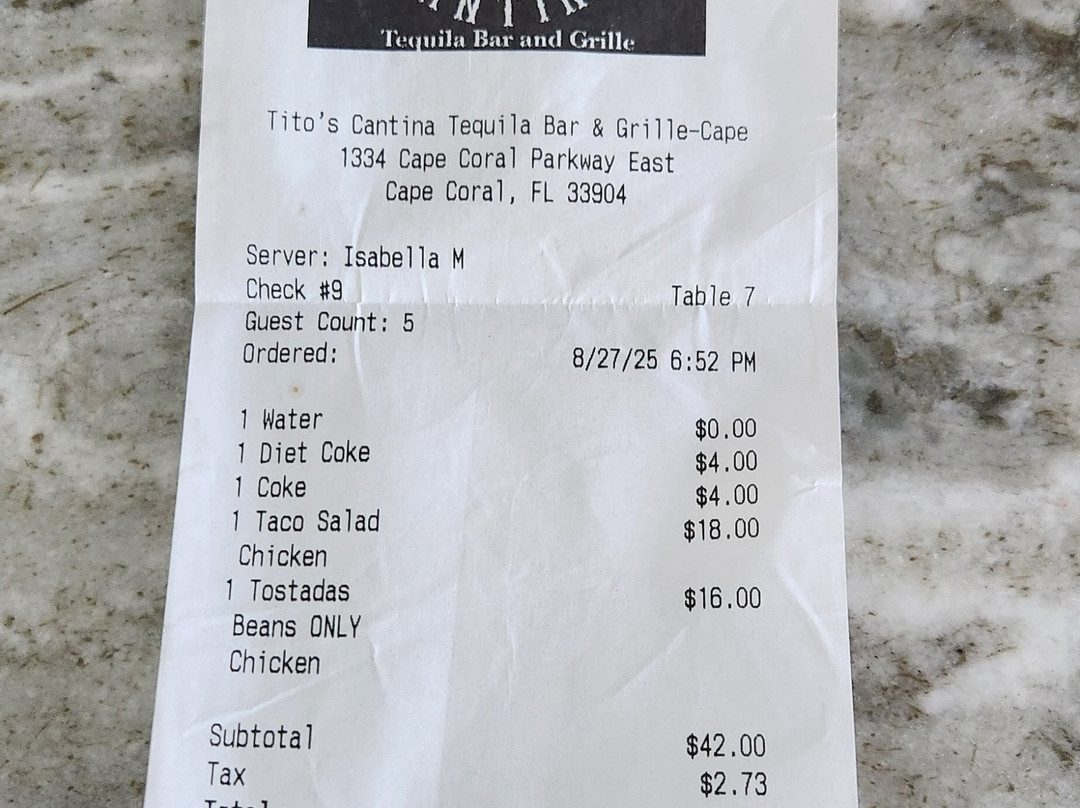 Tequila Bar and Grille
Tito's Cantina Tequila Bar & Grille-Cape
1334 Cape Coral Parkway East
Cape Coral, FL 33904
Server: Isabella M
Check #9 Table 7
Guest Count: 5
Ordered: 8/27/25 6:52 PM
1 Water $0.00
1 Diet Coke $4.00
1 Coke $4.00
1 Taco Salad $18.00
Chicken
1 Tostadas $16.00
Beans ONLY
Chicken
Subtotal $42.00
Tax $2.73
Total